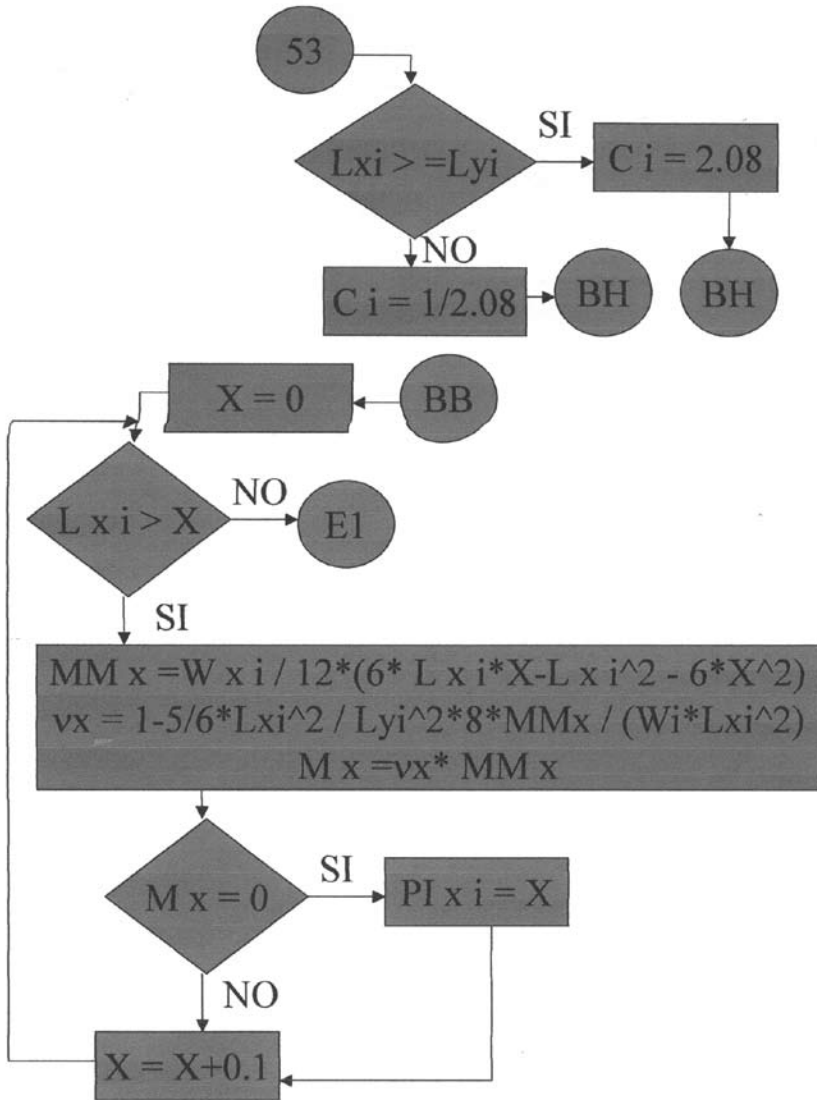 53
Lxi > =Lyi
SI
C i = 2.08
NO
C i = 1/2.08
BH
BH
X = 0
BB
L x i > X
NO
E1
SI
MM x =W x i / 12*(6* L x i*X-L x i^2 - 6*X^2)
νx = 1-5/6*Lxi^2 / Lyi^2*8*MMx / (Wi*Lxi^2)
M x =νx* MM x
M x = 0
SI
PI x i = X
NO
X = X+0.1